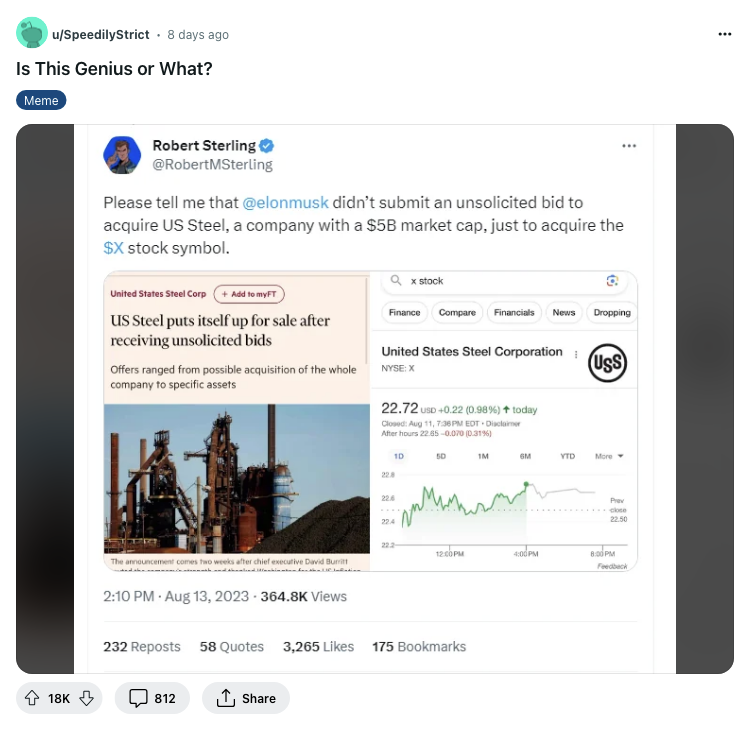 u/SpeedilyStrict · 8 days ago
Is This Genius or What?
Meme
Robert Sterling
@RobertMSterling
Please tell me that @elonmusk didn’t submit an unsolicited bid to
acquire US Steel, a company with a $5B market cap, just to acquire the
$X stock symbol.
United States Steel Corp + Add to myFT
US Steel puts itself up for sale after
receiving unsolicited bids
Offers ranged from possible acquisition of the whole
company to specific assets
The announcement comes two weeks after chief executive David Burritt
x stock
Finance Compare Financials News Dropping
United States Steel Corporation
NYSE: X
USS
22.72 USD +0.22 (0.98%) ↑ today
Closed: Aug 11, 7:36 PM EDT • Disclaimer
After hours 22.65 −0.070 (0.31%)
1D 5D 1M 6M YTD More
22.8
22.6
22.4
22.2
Prev
close
22.50
12:00 PM 4:00 PM 8:00 PM
Feedback
2:10 PM · Aug 13, 2023 · 364.8K Views
232 Reposts 58 Quotes 3,265 Likes 175 Bookmarks
18K 812 Share